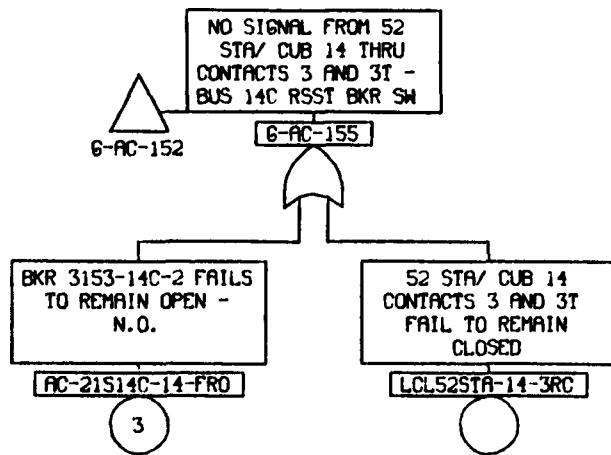 NO SIGNAL FROM 52
STA/ CUB 14 THRU
CONTACTS 3 AND 3T -
BUS 14C RSST BKR SW
G-AC-152
G-AC-155
BKR 3153-14C-2 FAILS
TO REMAIN OPEN -
N.O.
52 STA/ CUB 14
CONTACTS 3 AND 3T
FAIL TO REMAIN
CLOSED
AC-21S14C-14-FRO
LCL52STA-14-3RC
3